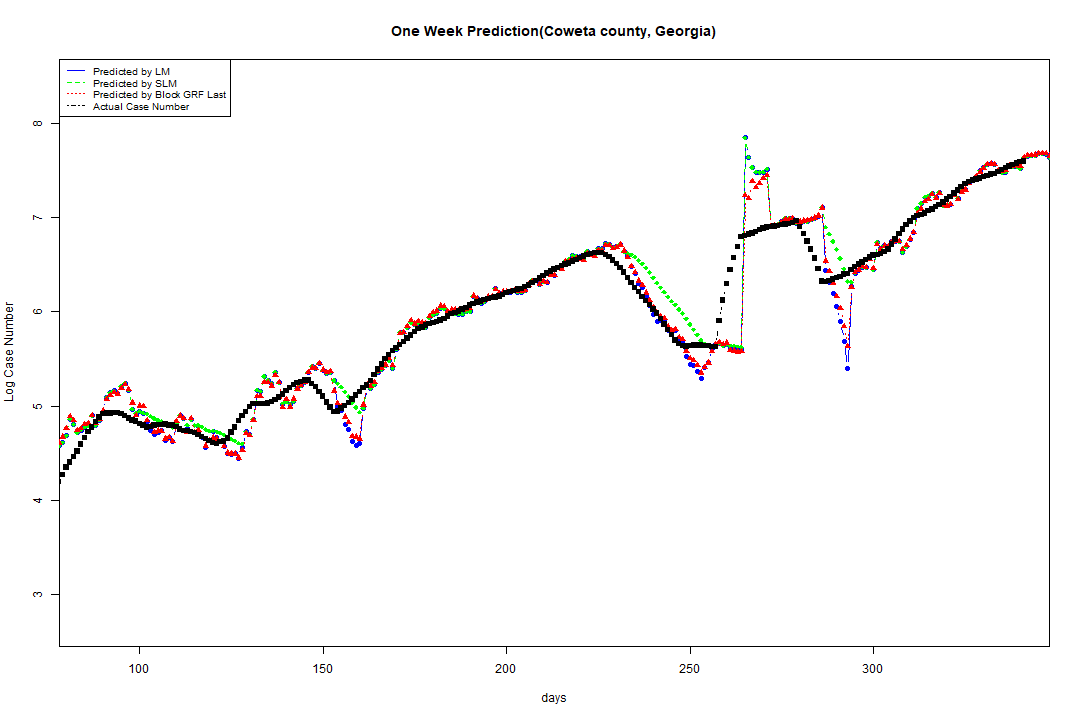 One Week Prediction(Coweta county, Georgia)
Predicted by LM
Predicted by SLM
Predicted by Block GRF Last
Actual Case Number
8
7
6
5
4
3
Log Case Number
100 150 200 250 300
days